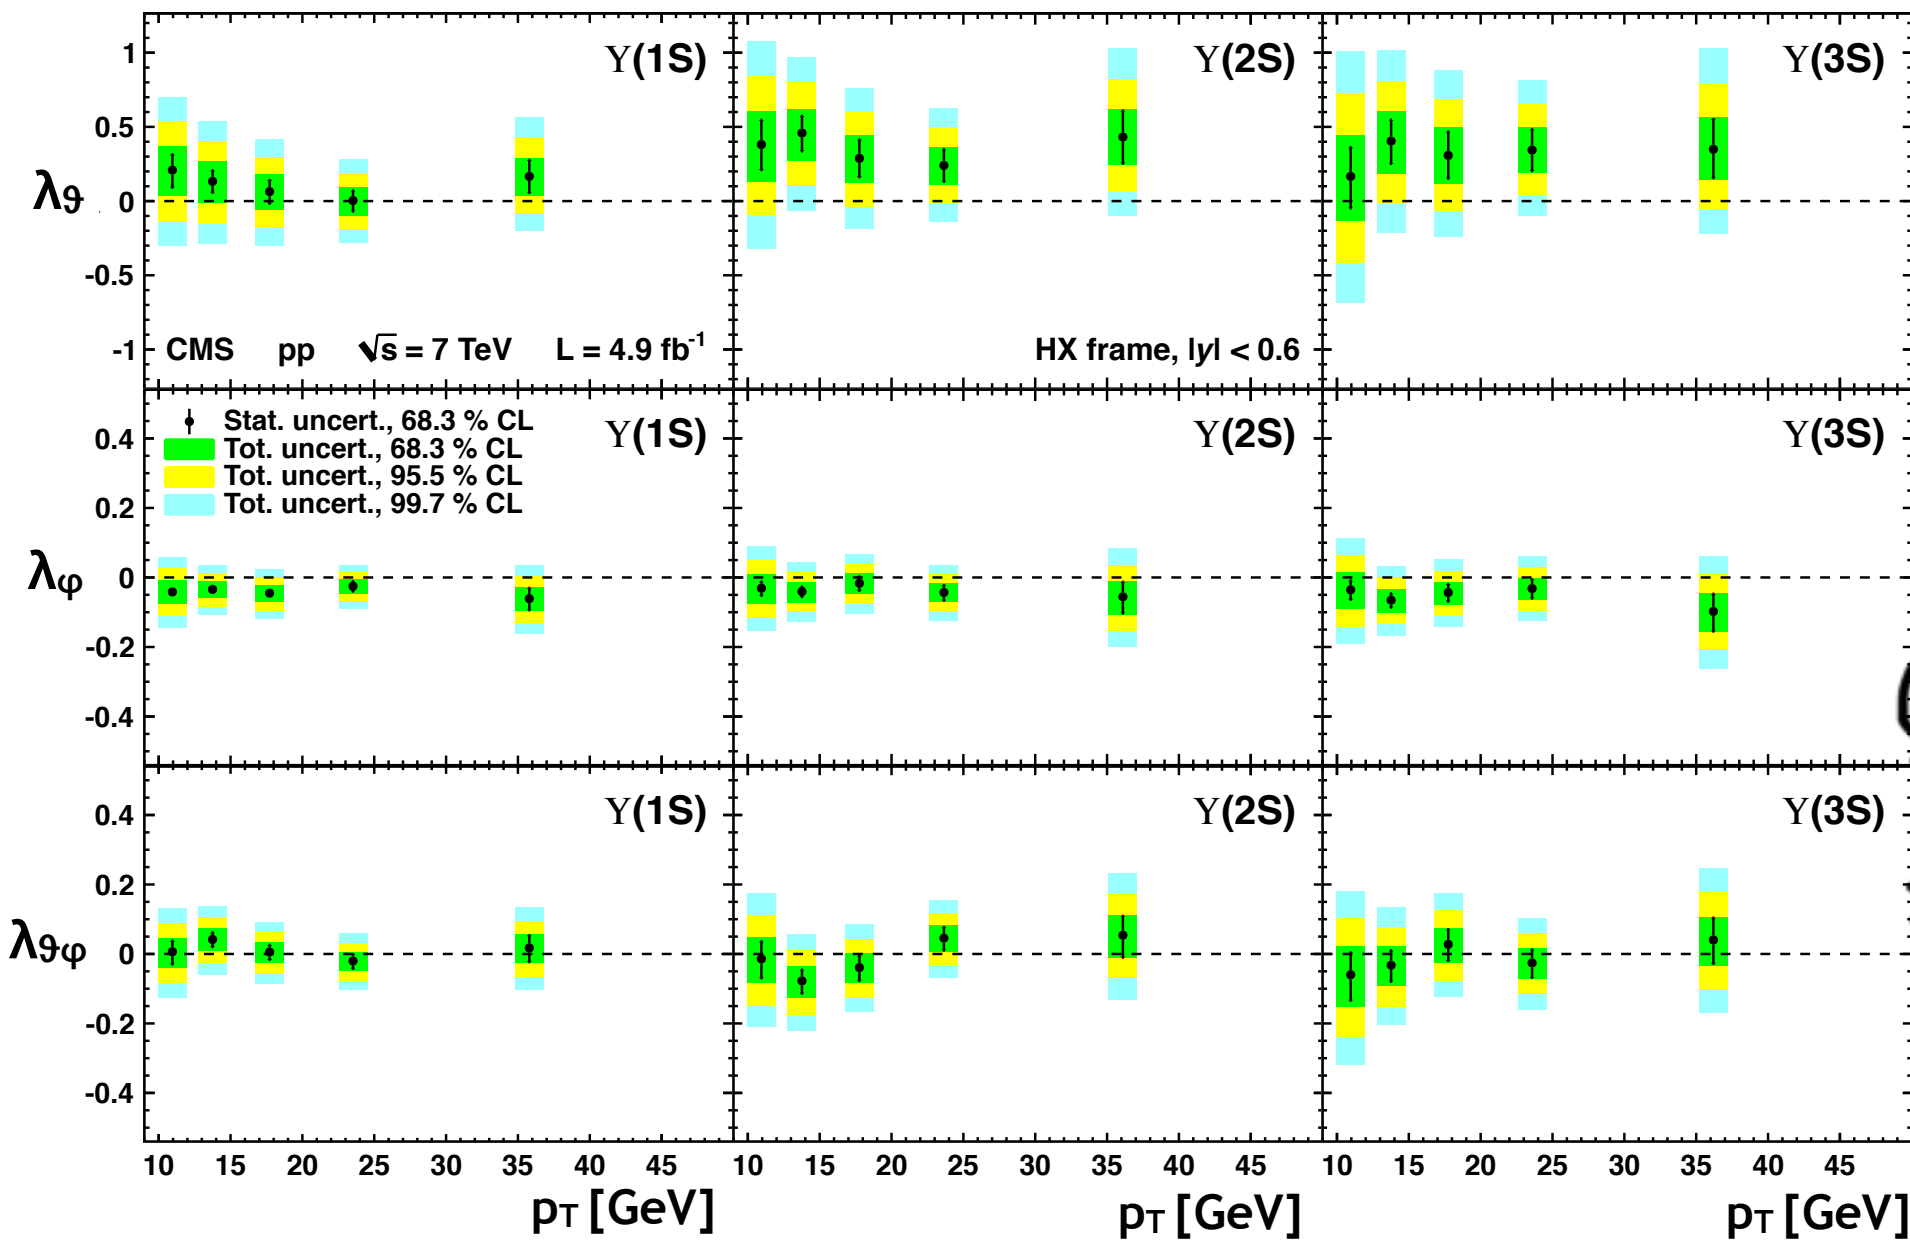 1 ϒ(1S) ϒ(2S) ϒ(3S)
0.5
λϑ 0
-0.5
-1 CMS pp √s = 7 TeV L = 4.9 fb⁻¹ HX frame, |y| < 0.6
Stat. uncert., 68.3 % CL
0.4 ϒ(1S) ϒ(2S) ϒ(3S)
Tot. uncert., 68.3 % CL
Tot. uncert., 95.5 % CL
0.2 Tot. uncert., 99.7 % CL
λφ 0
-0.2
-0.4
0.4 ϒ(1S) ϒ(2S) ϒ(3S)
0.2
λϑφ 0
-0.2
-0.4
10 15 20 25 30 35 40 45 10 15 20 25 30 35 40 45 10 15 20 25 30 35 40 45
pT [GeV] pT [GeV] pT [GeV]